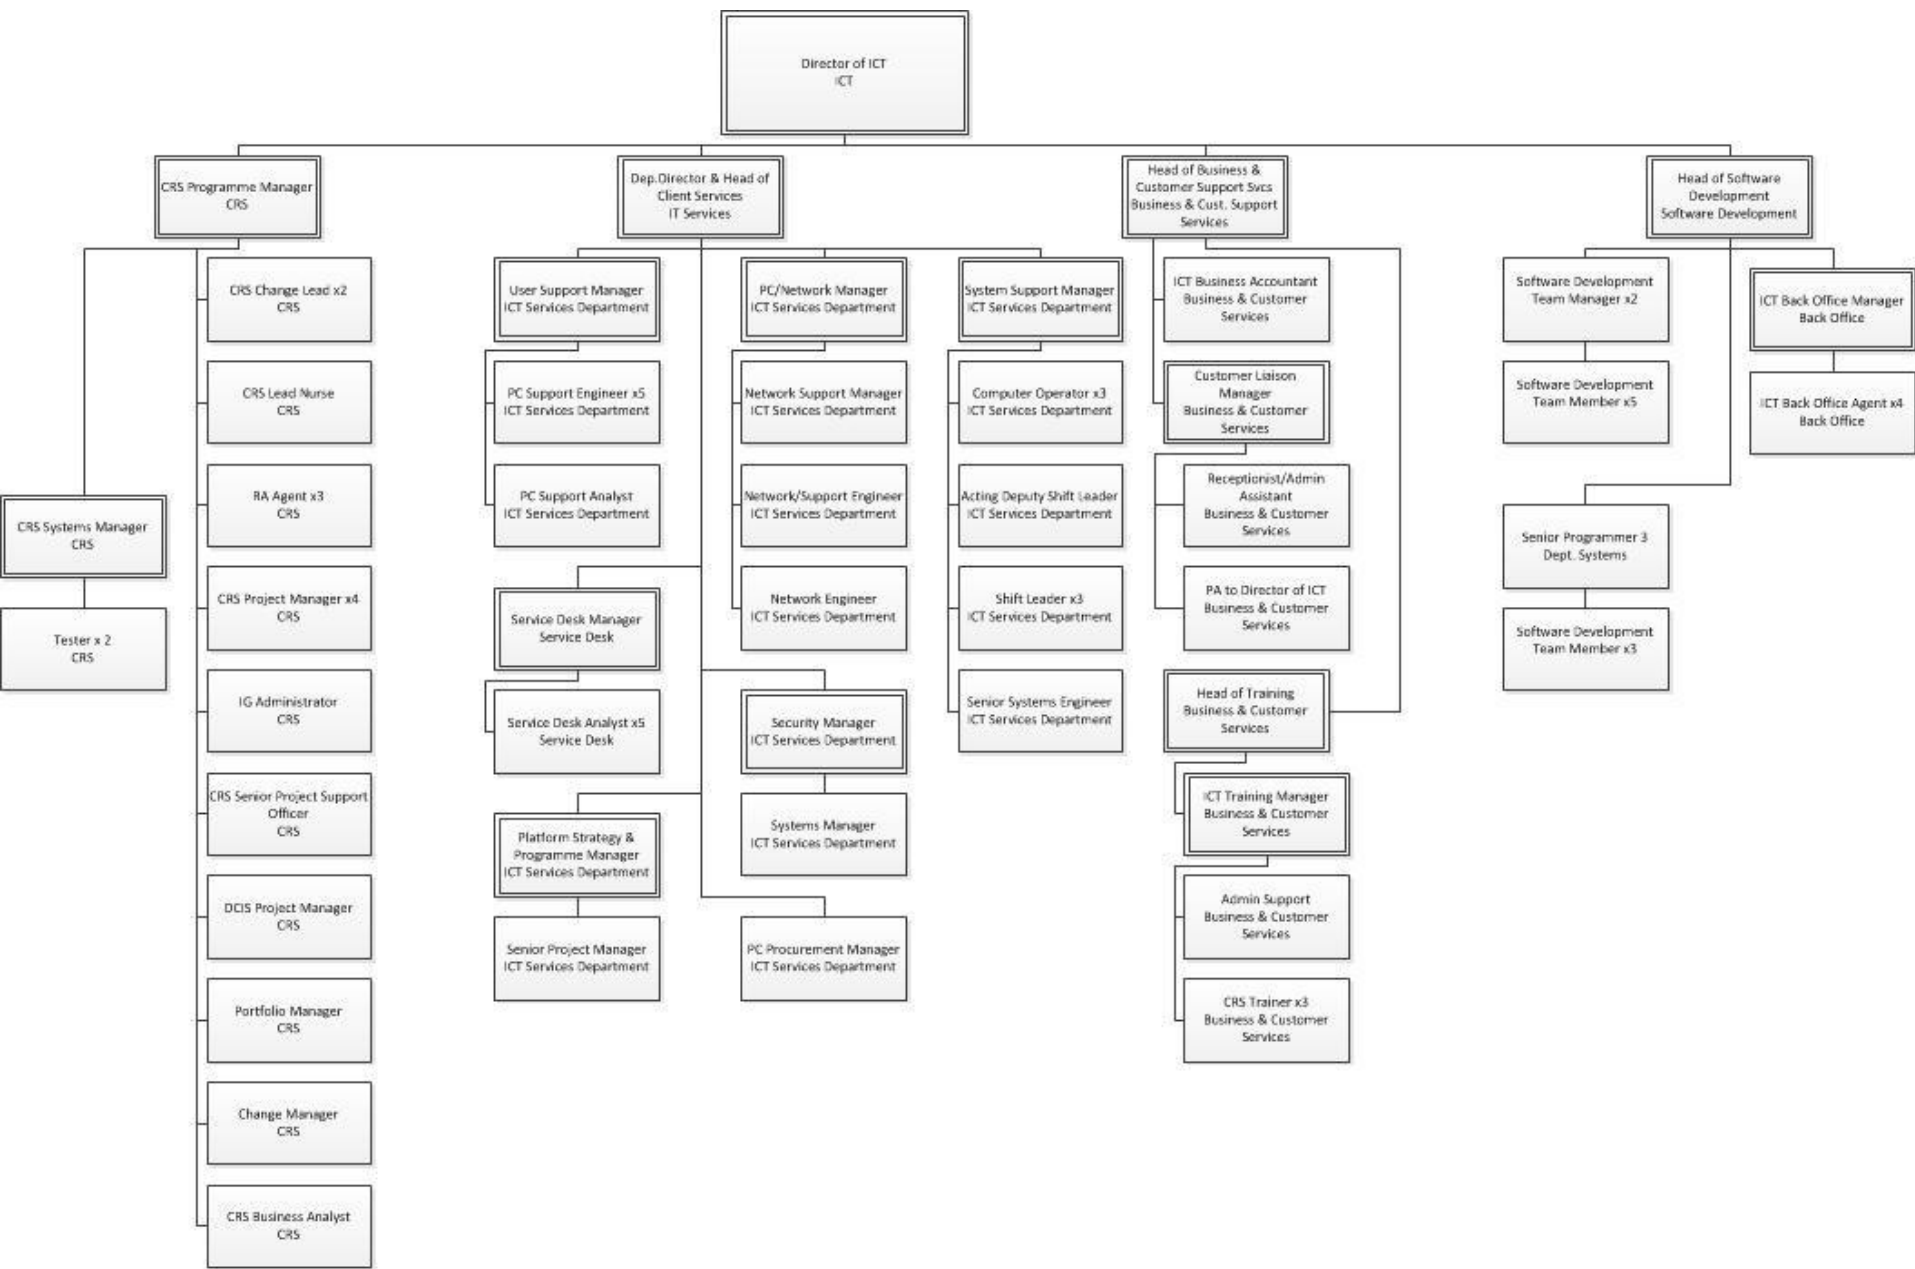 Director of ICT
ICT
CRS Programme Manager
CRS
Dep.Director & Head of
Client Services
IT Services
Head of Business &
Customer Support Svcs
Business & Cust. Support
Services
Head of Software
Development
Software Development
CRS Change Lead x2
CRS
CRS Lead Nurse
CRS
RA Agent x3
CRS
CRS Systems Manager
CRS
Tester x 2
CRS
CRS Project Manager x4
CRS
IG Administrator
CRS
CRS Senior Project Support
Officer
CRS
DCIS Project Manager
CRS
Portfolio Manager
CRS
Change Manager
CRS
CRS Business Analyst
CRS
User Support Manager
ICT Services Department
PC Support Engineer x5
ICT Services Department
PC Support Analyst
ICT Services Department
Service Desk Manager
Service Desk
Service Desk Analyst x5
Service Desk
Platform Strategy &
Programme Manager
ICT Services Department
Senior Project Manager
ICT Services Department
PC/Network Manager
ICT Services Department
Network Support Manager
ICT Services Department
Network/Support Engineer
ICT Services Department
Network Engineer
ICT Services Department
Security Manager
ICT Services Department
Systems Manager
ICT Services Department
PC Procurement Manager
ICT Services Department
System Support Manager
ICT Services Department
Computer Operator x3
ICT Services Department
Acting Deputy Shift Leader
ICT Services Department
Shift Leader x3
ICT Services Department
Senior Systems Engineer
ICT Services Department
ICT Business Accountant
Business & Customer
Services
Customer Liaison
Manager
Business & Customer
Services
Receptionist/Admin
Assistant
Business & Customer
Services
PA to Director of ICT
Business & Customer
Services
Head of Training
Business & Customer
Services
ICT Training Manager
Business & Customer
Services
Admin Support
Business & Customer
Services
CRS Trainer x3
Business & Customer
Services
Software Development
Team Manager x2
Software Development
Team Member x5
Senior Programmer 3
Dept. Systems
Software Development
Team Member x3
ICT Back Office Manager
Back Office
ICT Back Office Agent x4
Back Office